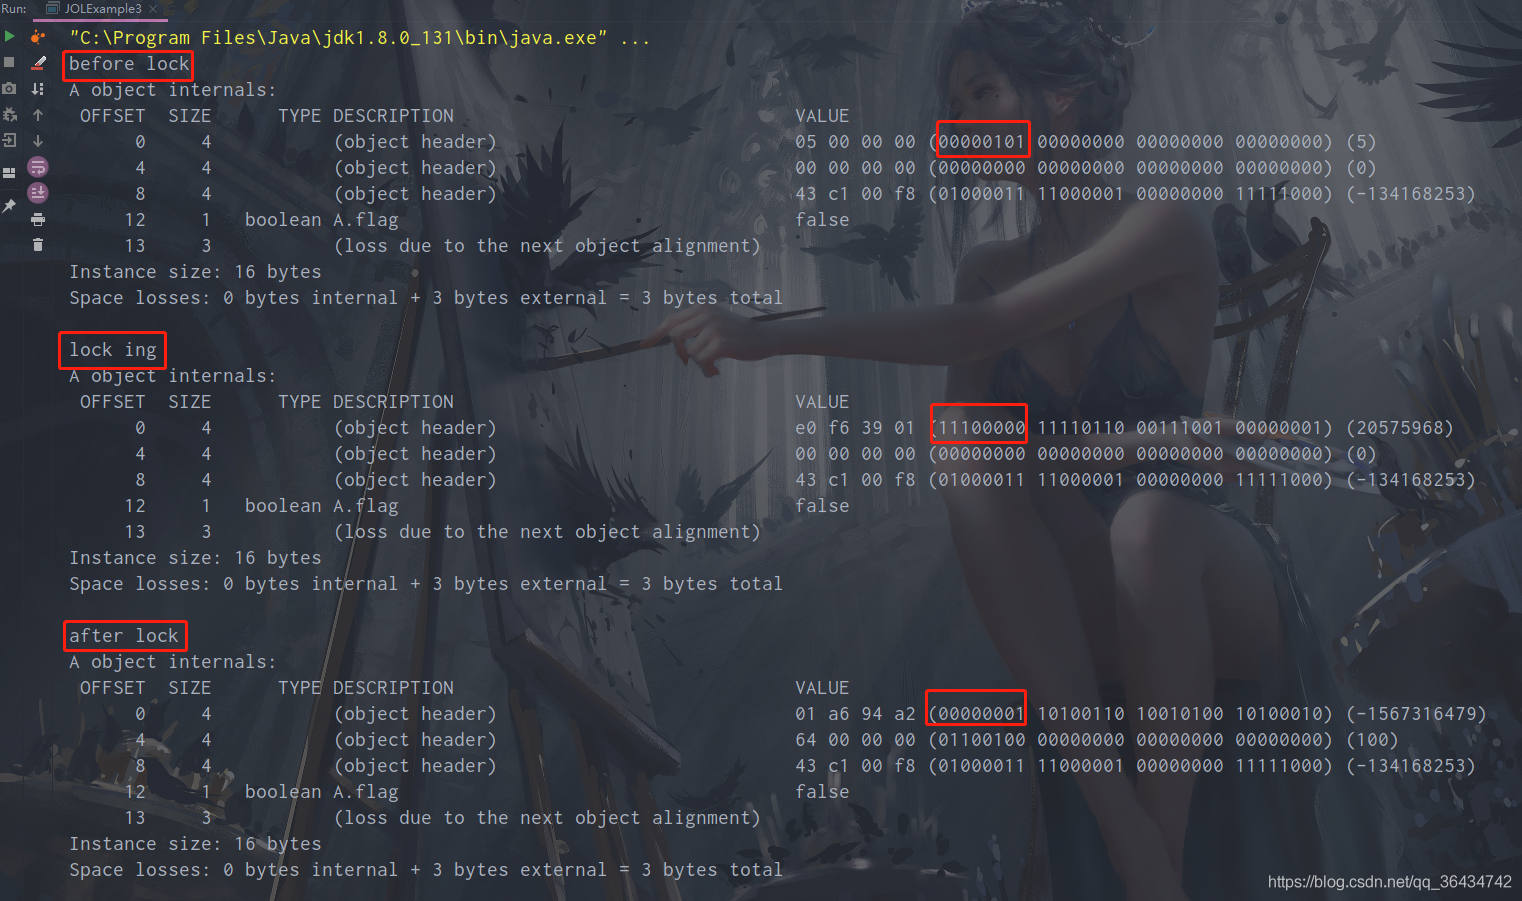 Run: JOLExample3 ×
"C:\Program Files\Java\jdk1.8.0_131\bin\java.exe" ...
before lock
A object internals:
OFFSET SIZE TYPE DESCRIPTION VALUE
0 4 (object header) 05 00 00 00 (00000101 00000000 00000000 00000000) (5)
4 4 (object header) 00 00 00 00 (00000000 00000000 00000000 00000000) (0)
8 4 (object header) 43 c1 00 f8 (01000011 11000001 00000000 11111000) (-134168253)
12 1 boolean A.flag false
13 3 (loss due to the next object alignment)
Instance size: 16 bytes
Space losses: 0 bytes internal + 3 bytes external = 3 bytes total
lock ing
A object internals:
OFFSET SIZE TYPE DESCRIPTION VALUE
0 4 (object header) e0 f6 39 01 (11100000 11110110 00111001 00000001) (20575968)
4 4 (object header) 00 00 00 00 (00000000 00000000 00000000 00000000) (0)
8 4 (object header) 43 c1 00 f8 (01000011 11000001 00000000 11111000) (-134168253)
12 1 boolean A.flag false
13 3 (loss due to the next object alignment)
Instance size: 16 bytes
Space losses: 0 bytes internal + 3 bytes external = 3 bytes total
after lock
A object internals:
OFFSET SIZE TYPE DESCRIPTION VALUE
0 4 (object header) 01 a6 94 a2 (00000001 10100110 10010100 10100010) (-1567316479)
4 4 (object header) 64 00 00 00 (01100100 00000000 00000000 00000000) (100)
8 4 (object header) 43 c1 00 f8 (01000011 11000001 00000000 11111000) (-134168253)
12 1 boolean A.flag false
13 3 (loss due to the next object alignment)
Instance size: 16 bytes
Space losses: 0 bytes internal + 3 bytes external = 3 bytes total
https://blog.csdn.net/qq_36434742